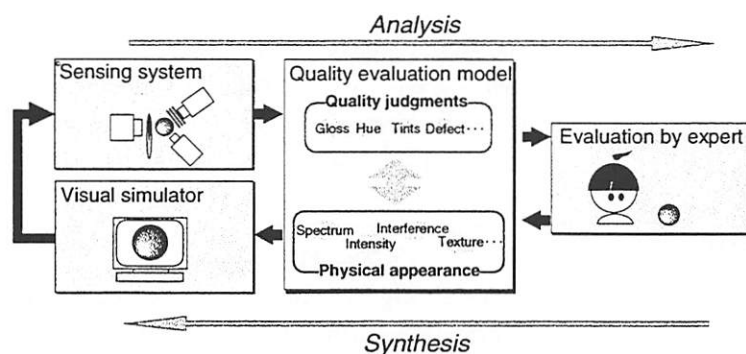 Analysis
Sensing system
Quality evaluation model
Quality judgments
Gloss Hue Tints Defect ···
Evaluation by expert
Visual simulator
Spectrum Interference
Intensity Texture ···
Physical appearance
Synthesis